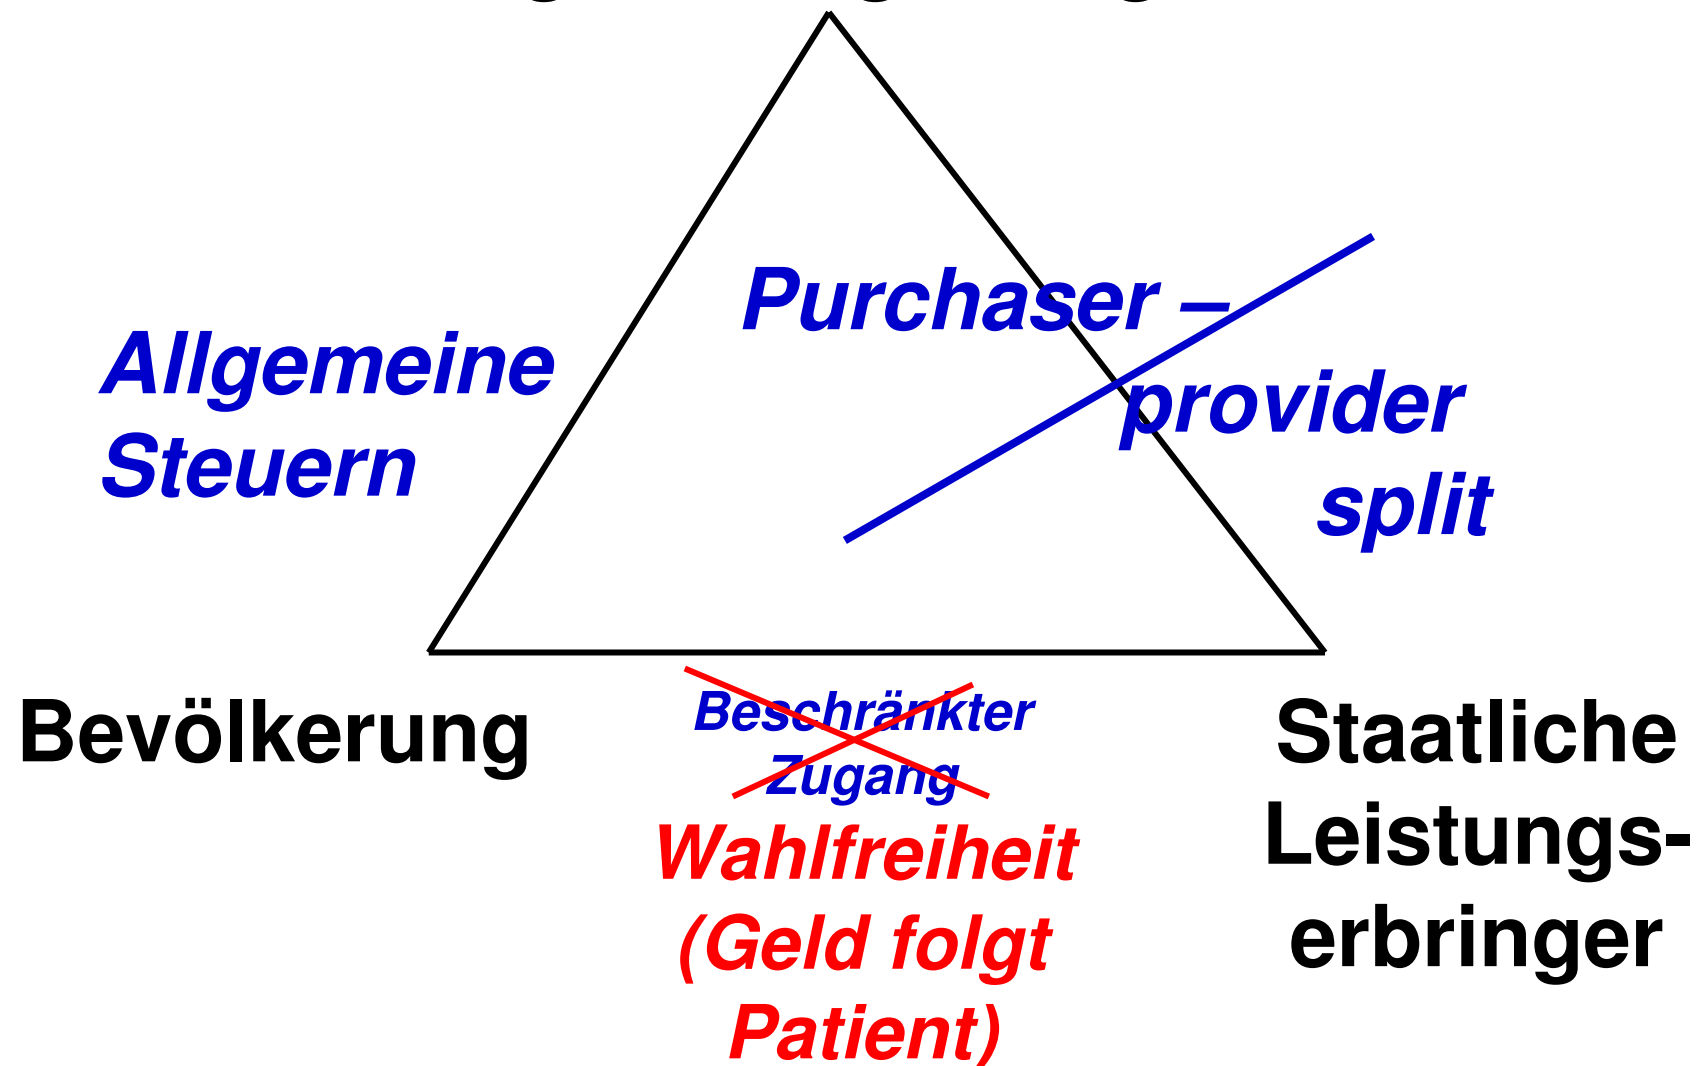 Purchaser –
Allgemeine
Steuern
provider
split
Bevölkerung
Beschränkter
Zugang
Wahlfreiheit
(Geld folgt
Patient)
Staatliche
Leistungs-
erbringer